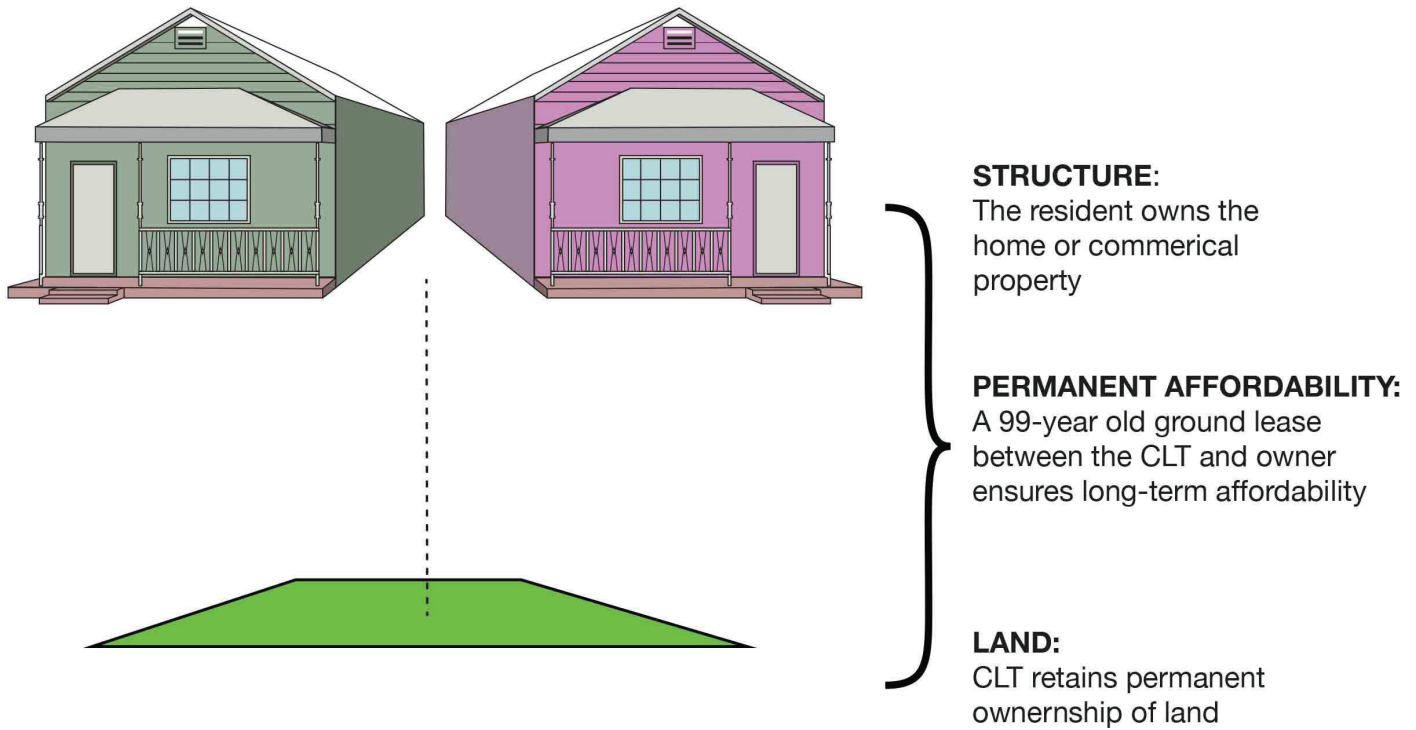 STRUCTURE:
The resident owns the
home or commerical
property
PERMANENT AFFORDABILITY:
A 99-year old ground lease
between the CLT and owner
ensures long-term affordability
LAND:
CLT retains permanent
ownernship of land